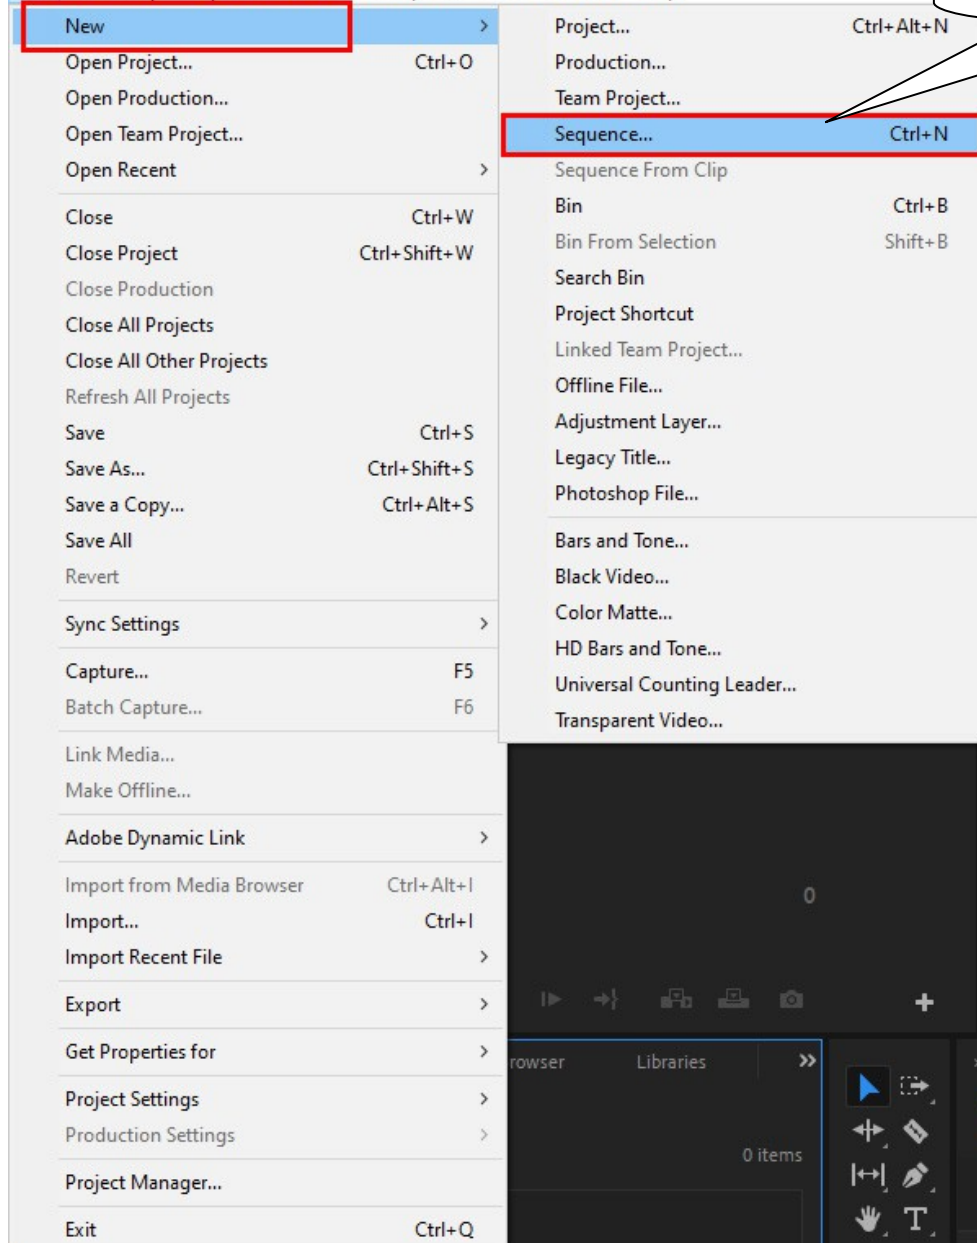 New
Open Project... Ctrl+O
Open Production...
Open Team Project...
Open Recent
Close Ctrl+W
Close Project Ctrl+Shift+W
Close Production
Close All Projects
Close All Other Projects
Refresh All Projects
Save Ctrl+S
Save As... Ctrl+Shift+S
Save a Copy... Ctrl+Alt+S
Save All
Revert
Sync Settings
Capture... F5
Batch Capture... F6
Link Media...
Make Offline...
Adobe Dynamic Link
Import from Media Browser Ctrl+Alt+I
Import... Ctrl+I
Import Recent File
Export
Get Properties for
Project Settings
Production Settings
Project Manager...
Exit Ctrl+Q
Project... Ctrl+Alt+N
Production...
Team Project...
Sequence... Ctrl+N
Sequence From Clip
Bin Ctrl+B
Bin From Selection Shift+B
Search Bin
Project Shortcut
Linked Team Project...
Offline File...
Adjustment Layer...
Legacy Title...
Photoshop File...
Bars and Tone...
Black Video...
Color Matte...
HD Bars and Tone...
Universal Counting Leader...
Transparent Video...
0
rowser Libraries
0 items